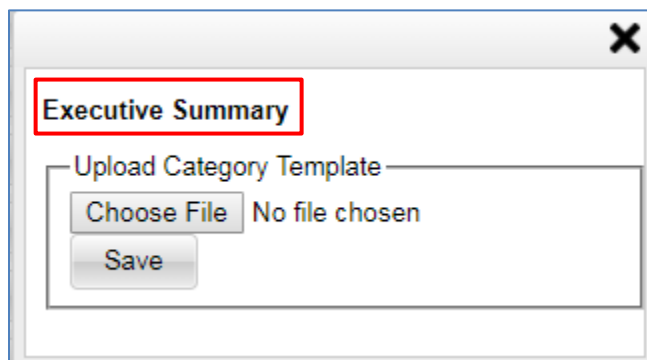 Executive Summary
Upload Category Template
Choose File No file chosen
Save